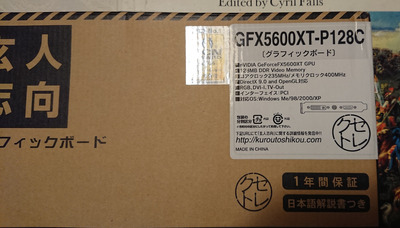 Edited by Cyril Falls
玄人
志向
グラフィックボード
GFX5600XT-P128C
〔グラフィックボード〕
nVIDIA GeForceFX5600XT GPU
128MB DDR Video Memory
コアクロック235MHz/メモリクロック400MHz
DirectX 9.0 and OpenGL対応
RGB, DVI-I, TV-Out
インターフェイス:PCI
対応OS:Windows Me/98/2000/XP
http://kuroutoshikou.com/
MADE IN CHINA
クセトレ
クセトレ
1年間保証
日本語解説書つき